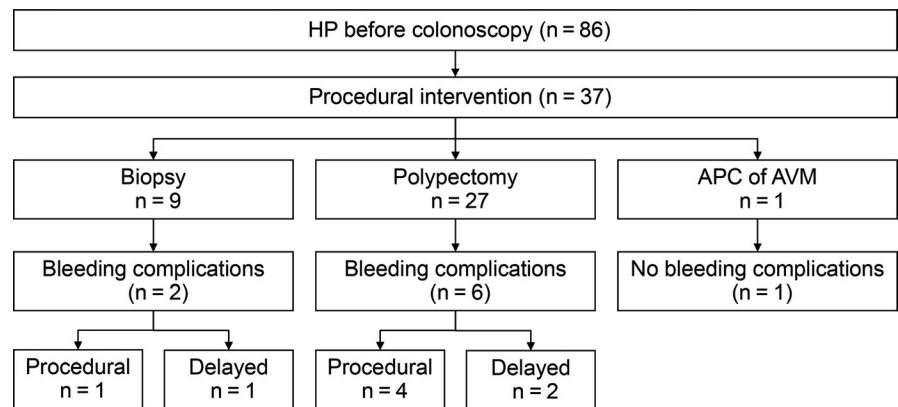 HP before colonoscopy (n = 86)
Procedural intervention (n = 37)
Biopsy
n = 9
Polypectomy
n = 27
APC of AVM
n = 1
Bleeding complications
(n = 2)
Bleeding complications
(n = 6)
No bleeding complications
(n = 1)
Procedural
n = 1
Delayed
n = 1
Procedural
n = 4
Delayed
n = 2